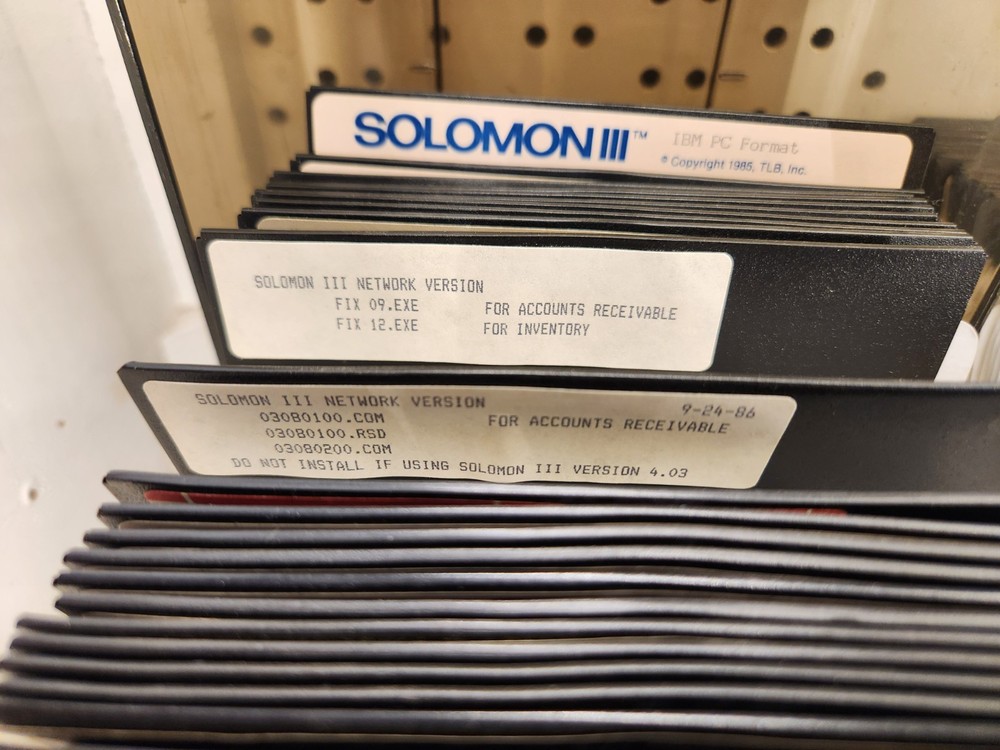 SOLOMON III™ IBM PC Format
® Copyright 1985, TLB, Inc.
SOLOMON III NETWORK VERSION
FIX 09.EXE FOR ACCOUNTS RECEIVABLE
FIX 12.EXE FOR INVENTORY
SOLOMON III NETWORK VERSION 9-24-86
03080100.COM FOR ACCOUNTS RECEIVABLE
03080100.RSD
03080200.COM
DO NOT INSTALL IF USING SOLOMON III VERSION 4.03